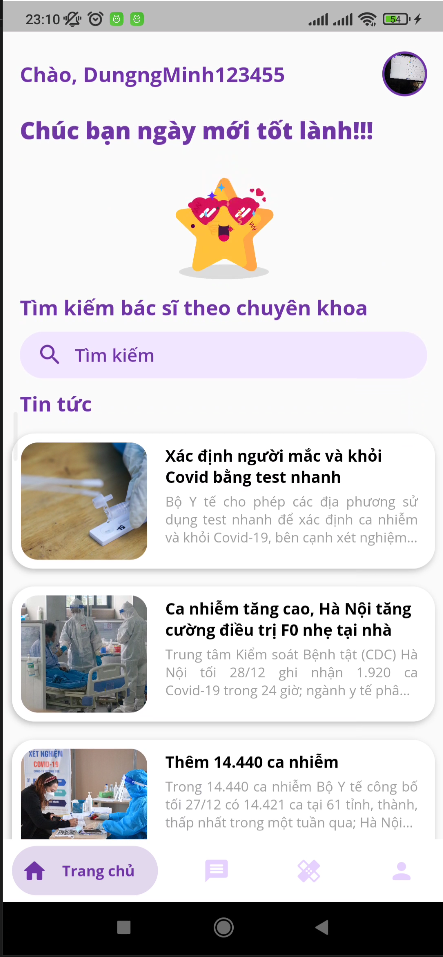 23:10
54
Chào, DungngMinh123455
Chúc bạn ngày mới tốt lành!!!
Tìm kiếm bác sĩ theo chuyên khoa
Tìm kiếm
Tin tức
Xác định người mắc và khỏi
Covid bằng test nhanh
Bộ Y tế cho phép các địa phương sử
dụng test nhanh để xác định ca nhiễm
và khỏi Covid-19, bên cạnh xét nghiệm...
Ca nhiễm tăng cao, Hà Nội tăng
cường điều trị F0 nhẹ tại nhà
Trung tâm Kiểm soát Bệnh tật (CDC) Hà
Nội tối 28/12 ghi nhận 1.920 ca
Covid-19 trong 24 giờ; ngành y tế phâ...
XÉT NGHIỆM
COVID-19
Thêm 14.440 ca nhiễm
Trong 14.440 ca nhiễm Bộ Y tế công bố
tối 27/12 có 14.421 ca tại 61 tỉnh, thành,
thấp nhất trong một tuần qua; Hà Nội...
Trang chủ